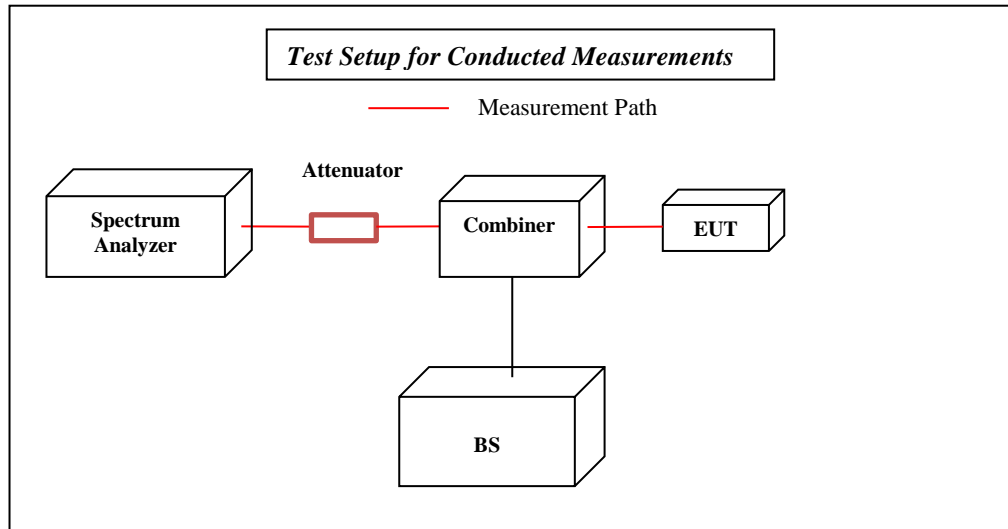 Test Setup for Conducted Measurements
Measurement Path
Attenuator
Spectrum
Analyzer
Combiner
EUT
BS